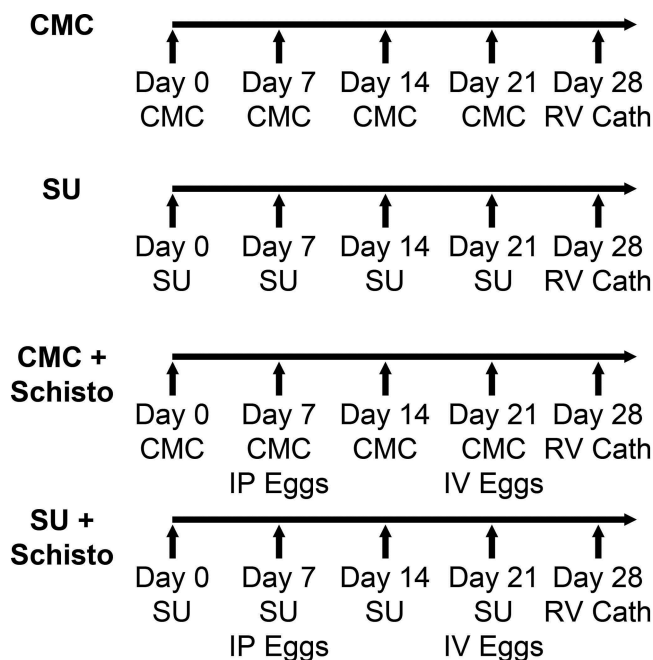 CMC
Day 0 Day 7 Day 14 Day 21 Day 28
CMC CMC CMC CMC RV Cath
SU
Day 0 Day 7 Day 14 Day 21 Day 28
SU SU SU SU RV Cath
CMC +
Schisto
Day 0 Day 7 Day 14 Day 21 Day 28
CMC CMC CMC CMC RV Cath
IP Eggs IV Eggs
SU +
Schisto
Day 0 Day 7 Day 14 Day 21 Day 28
SU SU SU SU RV Cath
IP Eggs IV Eggs